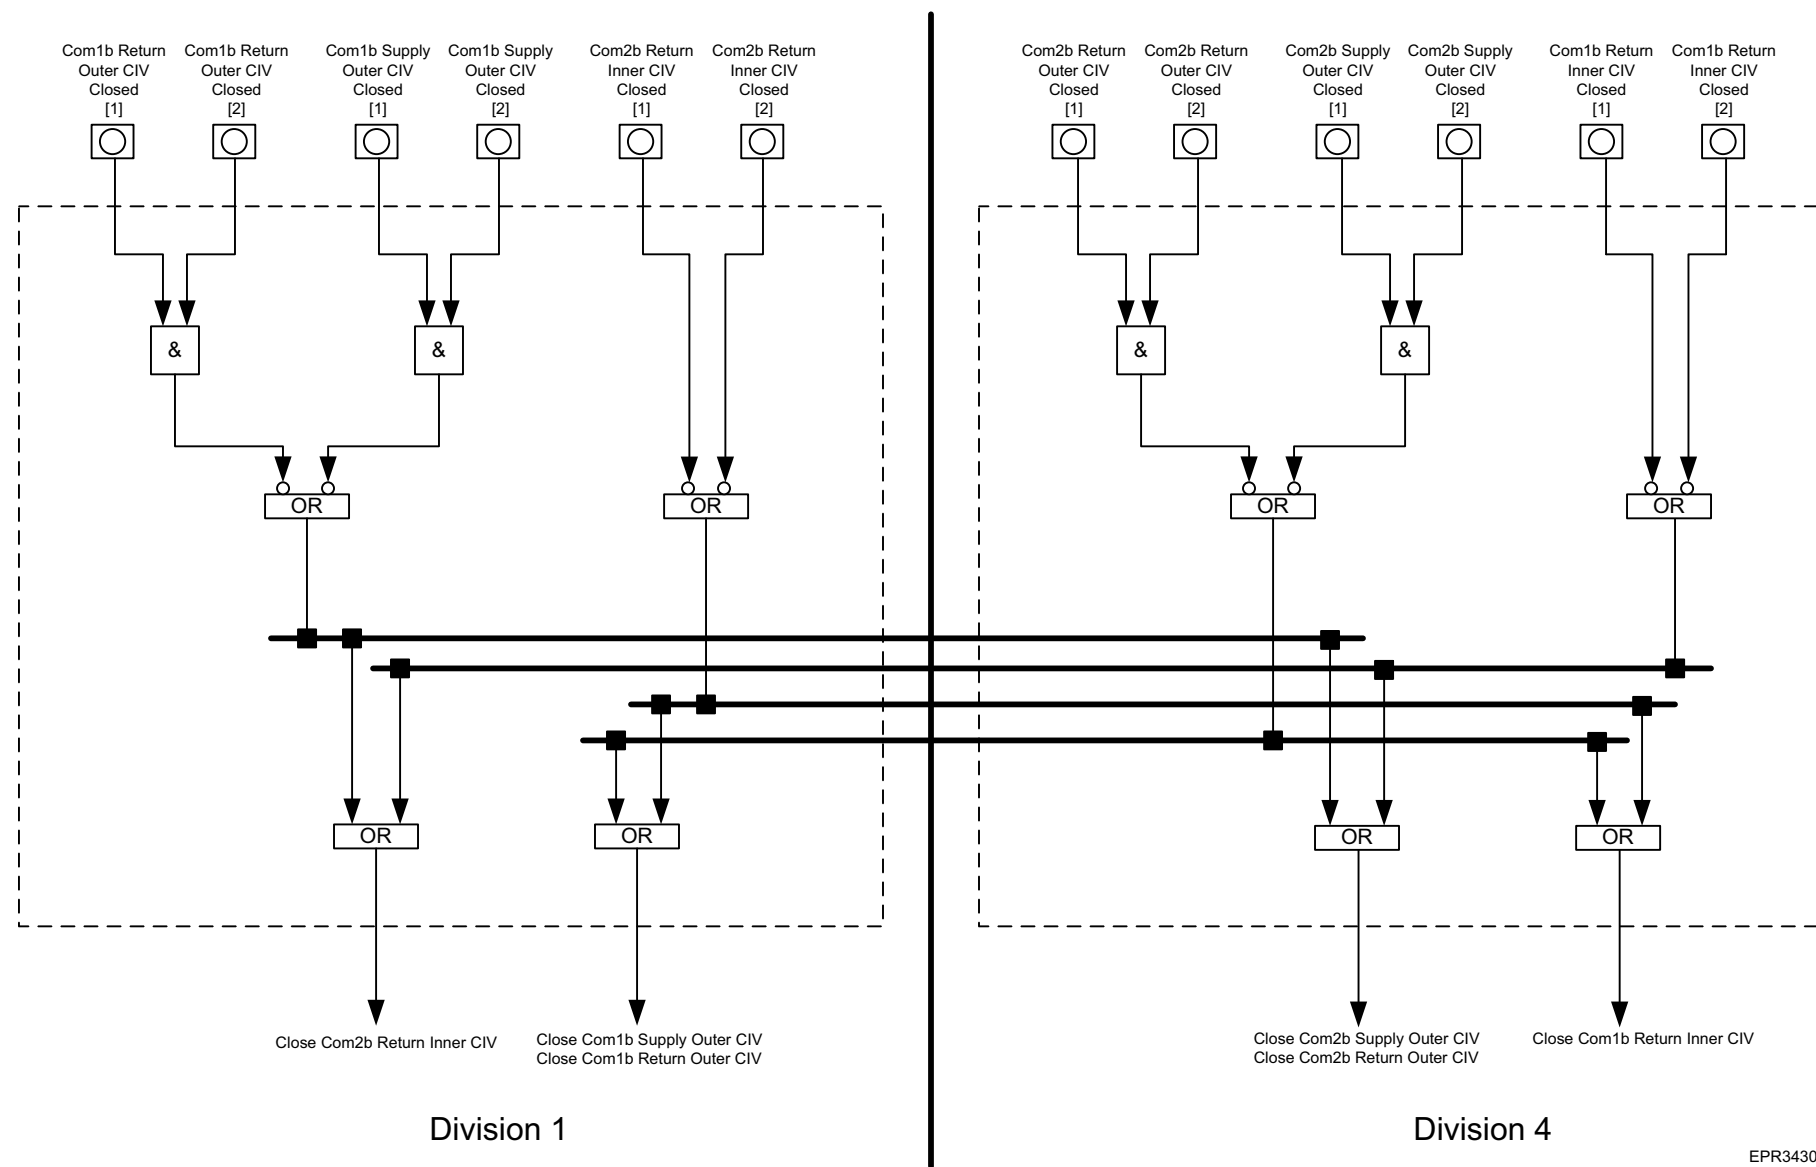 Com1b Return
Outer CIV
Closed
[1]
Com1b Return
Outer CIV
Closed
[2]
Com1b Supply
Outer CIV
Closed
[1]
Com1b Supply
Outer CIV
Closed
[2]
Com2b Return
Inner CIV
Closed
[1]
Com2b Return
Inner CIV
Closed
[2]
Com2b Return
Outer CIV
Closed
[1]
Com2b Return
Outer CIV
Closed
[2]
Com2b Supply
Outer CIV
Closed
[1]
Com2b Supply
Outer CIV
Closed
[2]
Com1b Return
Inner CIV
Closed
[1]
Com1b Return
Inner CIV
Closed
[2]
&
&
&
&
OR
OR
OR
OR
OR
OR
OR
OR
Close Com2b Return Inner CIV
Close Com1b Supply Outer CIV
Close Com1b Return Outer CIV
Close Com2b Supply Outer CIV
Close Com2b Return Outer CIV
Close Com1b Return Inner CIV
Division 1
Division 4
EPR3430